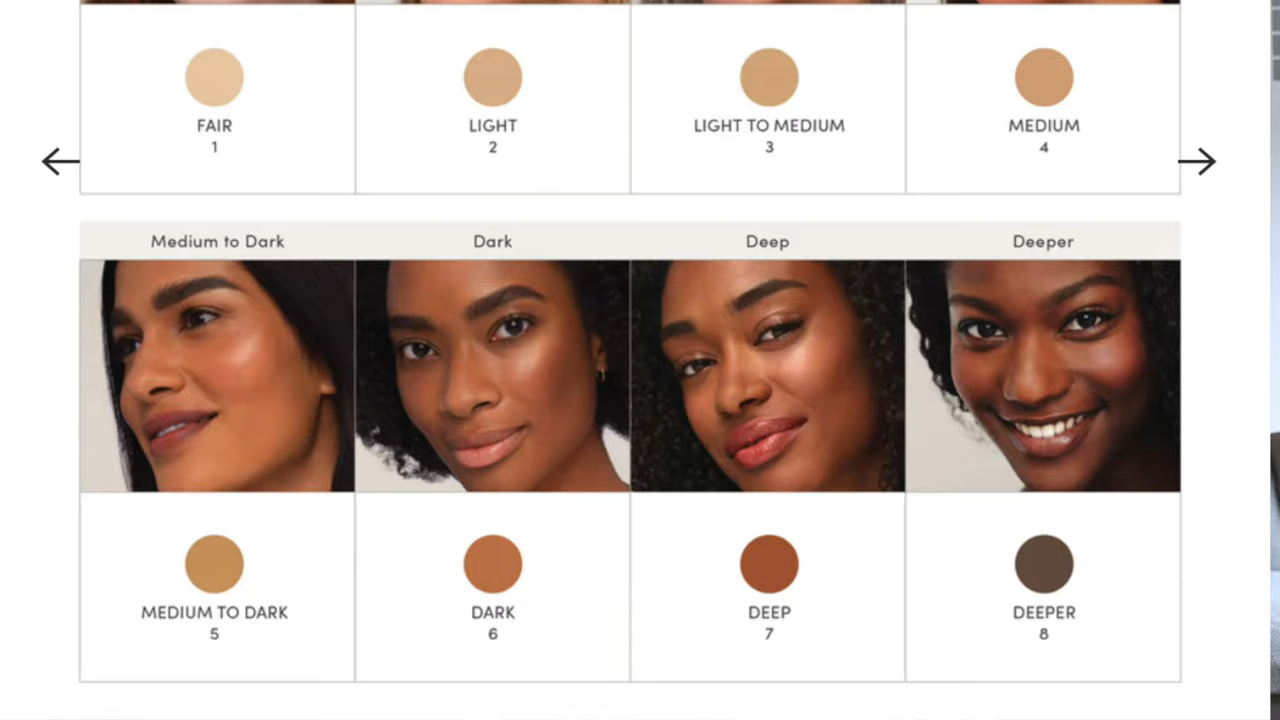 FAIR
1
LIGHT
2
LIGHT TO MEDIUM
3
MEDIUM
4
Medium to Dark
Dark
Deep
Deeper
MEDIUM TO DARK
5
DARK
6
DEEP
7
DEEPER
8